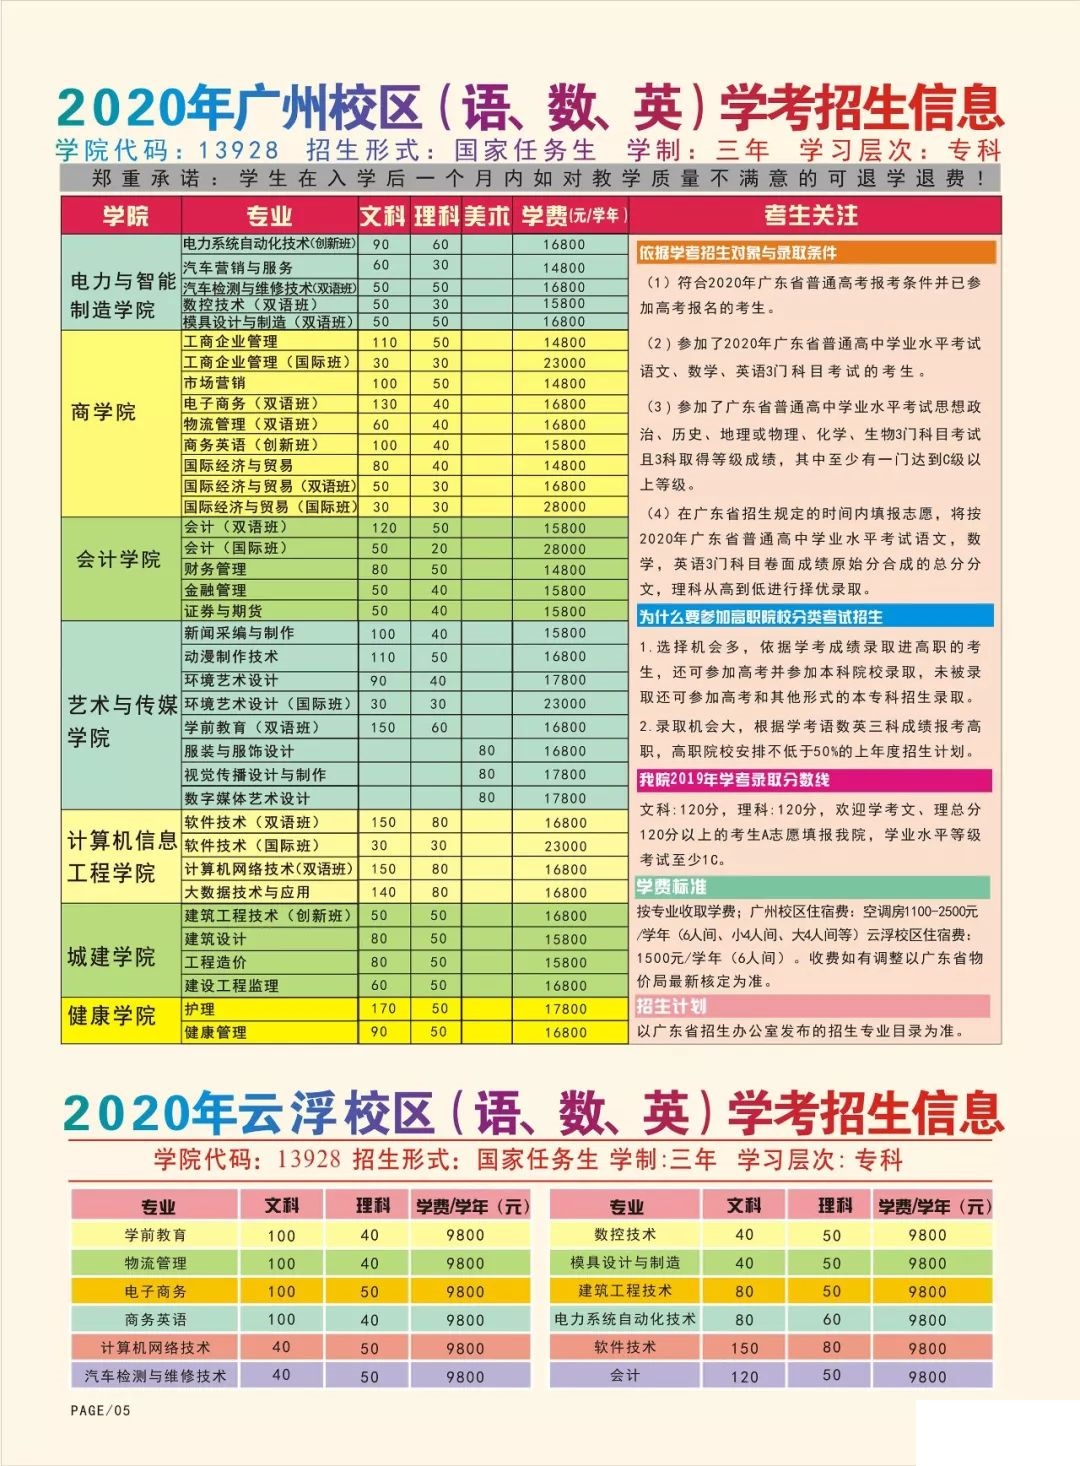 2020年广州校区（语、数、英）学考招生信息
学院代码：13928 招生形式：国家任务生 学制：三年 学习层次：专科
郑重承诺：学生在入学后一个月内如对教学质量不满意的可退学退费！
学院 专业 文科 理科 美术 学费(元/学年) 考生关注
电力与智能
制造学院
电力系统自动化技术(创新班) 90 60 16800
汽车营销与服务 60 30 14800
汽车检测与维修技术(双语班) 50 50 16800
数控技术（双语班） 50 30 15800
模具设计与制造（双语班） 50 50 16800
商学院
工商企业管理 110 50 14800
工商企业管理（国际班） 30 30 23000
市场营销 100 50 14800
电子商务（双语班） 130 40 16800
物流管理（双语班） 60 40 16800
商务英语（创新班） 100 40 15800
国际经济与贸易 80 40 14800
国际经济与贸易（双语班） 50 30 16800
国际经济与贸易（国际班） 30 30 28000
会计学院
会计（双语班） 120 50 15800
会计（国际班） 50 20 28000
财务管理 80 50 14800
金融管理 50 40 15800
证券与期货 50 40 15800
艺术与传媒
学院
新闻采编与制作 100 40 15800
动漫制作技术 110 50 16800
环境艺术设计 90 40 17800
环境艺术设计（国际班） 30 30 23000
学前教育（双语班） 150 60 16800
服装与服饰设计 80 16800
视觉传播设计与制作 80 17800
数字媒体艺术设计 80 17800
计算机信息
工程学院
软件技术（双语班） 150 80 16800
软件技术（国际班） 30 30 23000
计算机网络技术(双语班) 150 80 16800
大数据技术与应用 140 80 16800
城建学院
建筑工程技术（创新班） 50 50 16800
建筑设计 80 50 15800
工程造价 80 50 15800
建设工程监理 60 50 16800
健康学院
护理 170 50 17800
健康管理 90 50 16800
依据学考招生对象与录取条件
（1）符合2020年广东省普通高考报考条件并已参
加高考报名的考生。
（2）参加了2020年广东省普通高中学业水平考试
语文、数学、英语3门科目考试的考生。
（3）参加了广东省普通高中学业水平考试思想政
治、历史、地理或物理、化学、生物3门科目考试
且3科取得等级成绩，其中至少有一门达到C级以
上等级。
（4）在广东省招生规定的时间内填报志愿，将按
2020年广东省普通高中学业水平考试语文，数
学，英语3门科目卷面成绩原始分合成的总分分
文，理科从高到低进行择优录取。
为什么要参加高职院校分类考试招生
1.选择机会多，依据学考成绩录取进高职的考
生，还可参加高考并参加本科院校录取，未被录
取还可参加高考和其他形式的本专科招生录取。
2.录取机会大，根据学考语数英三科成绩报考高
职，高职院校安排不低于50%的上年度招生计划。
我院2019年学考录取分数线
文科:120分，理科:120分，欢迎学考文、理总分
120分以上的考生A志愿填报我院，学业水平等级
考试至少1C。
学费标准
按专业收取学费；广州校区住宿费：空调房1100-2500元
/学年（6人间、小4人间、大4人间等）云浮校区住宿费：
1500元/学年（6人间）。收费如有调整以广东省物
价局最新核定为准。
招生计划
以广东省招生办公室发布的招生专业目录为准。
2020年云浮校区（语、数、英）学考招生信息
学院代码：13928 招生形式：国家任务生 学制:三年 学习层次:专科
专业 文科 理科 学费/学年（元） 专业 文科 理科 学费/学年（元）
学前教育 100 40 9800 数控技术 40 50 9800
物流管理 100 40 9800 模具设计与制造 40 50 9800
电子商务 100 50 9800 建筑工程技术 80 50 9800
商务英语 100 40 9800 电力系统自动化技术 80 60 9800
计算机网络技术 40 50 9800 软件技术 150 80 9800
汽车检测与维修技术 40 50 9800 会计 120 50 9800
PAGE/05